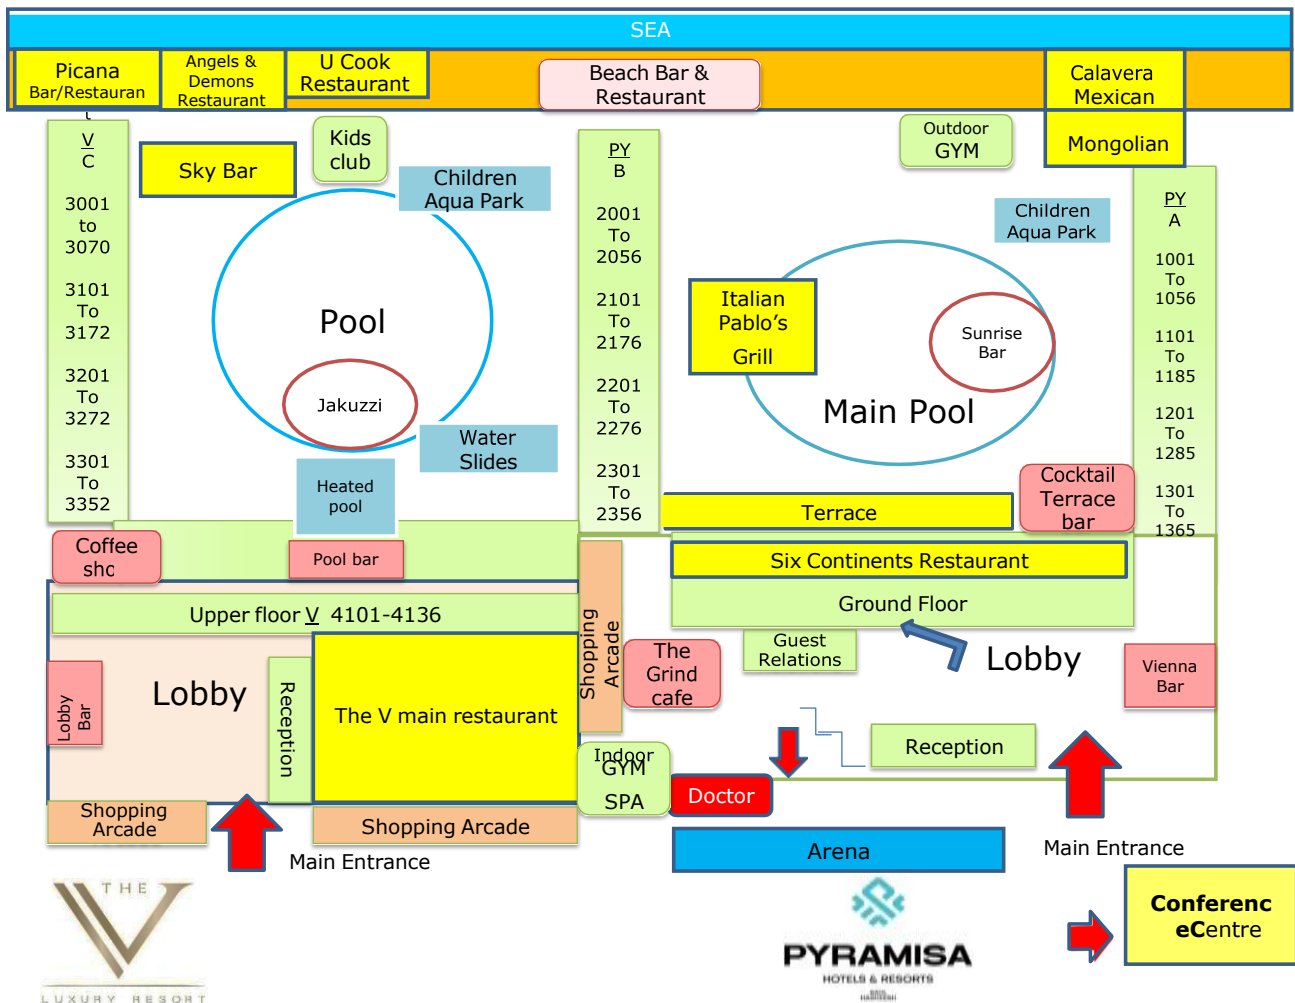 SEA
Picana
Bar/Restauran
t
Angels &
Demons
Restaurant
U Cook
Restaurant
Beach Bar &
Restaurant
Calavera
Mexican
Mongolian
V
C
3001
to
3070
3101
To
3172
3201
To
3272
3301
To
3352
Sky Bar
Kids
club
Children
Aqua Park
Pool
Jakuzzi
Water
Slides
Heated
pool
PY
B
2001
To
2056
2101
To
2176
2201
To
2276
2301
To
2356
Outdoor
GYM
Children
Aqua Park
Italian
Pablo's
Grill
Sunrise
Bar
Main Pool
PY
A
1001
To
1056
1101
To
1185
1201
To
1285
1301
To
1365
Cocktail
Terrace
bar
Terrace
Coffee
shc
Pool bar
Six Continents Restaurant
Ground Floor
Upper floor V 4101-4136
Shopping
Arcade
Guest
Relations
Lobby
The
Grind
cafe
Vienna
Bar
Lobby
Bar
Lobby
Reception
The V main restaurant
Reception
Indoor
GYM
SPA
Doctor
Shopping
Arcade
Shopping Arcade
Main Entrance
Arena
Main Entrance
THE
V
LUXURY RESORT
PYRAMISA
HOTELS & RESORTS
Conferenc
eCentre